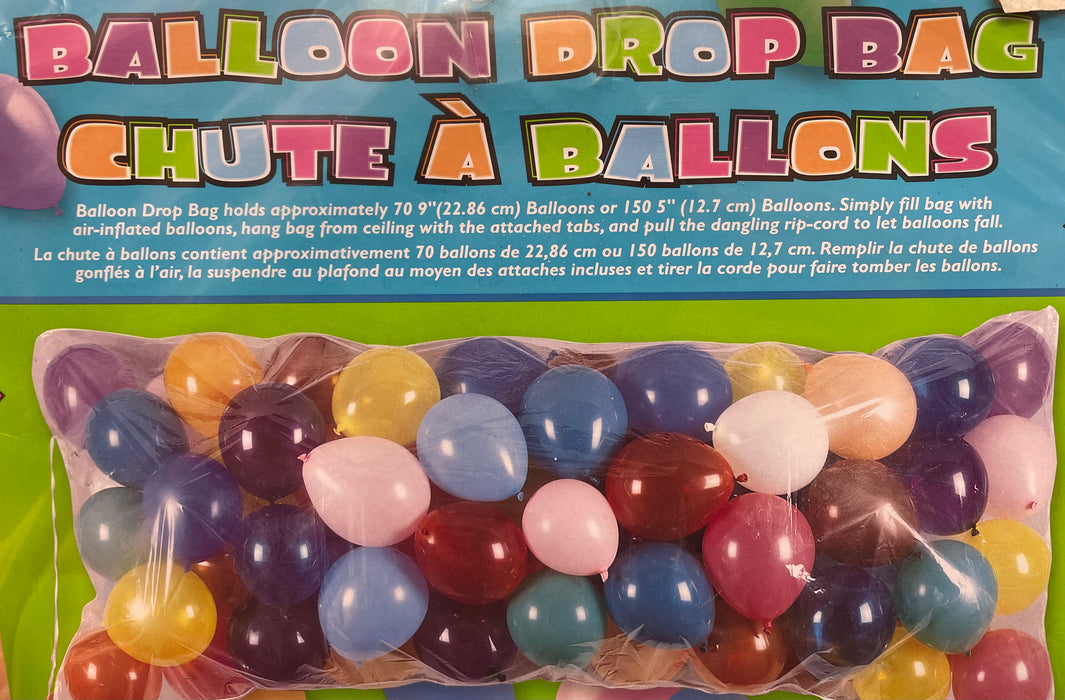 BALLOON DROP BAG
CHUTE À BALLONS
Balloon Drop Bag holds approximately 70 9"(22.86 cm) Balloons or 150 5" (12.7 cm) Balloons. Simply fill bag with
air-inflated balloons, hang bag from ceiling with the attached tabs, and pull the dangling rip-cord to let balloons fall.
La chute à ballons contient approximativement 70 ballons de 22,86 cm ou 150 ballons de 12,7 cm. Remplir la chute de ballons
gonflés à l'air, la suspendre au plafond au moyen des attaches incluses et tirer la corde pour faire tomber les ballons.